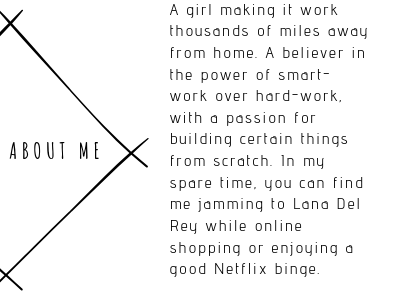 ABOUT ME
A girl making it work
thousands of miles away
from home. A believer in
the power of smart-
work over hard-work,
with a passion for
building certain things
from scratch. In my
spare time, you can find
me jamming to Lana Del
Rey while online
shopping or enjoying a
good Netflix binge.